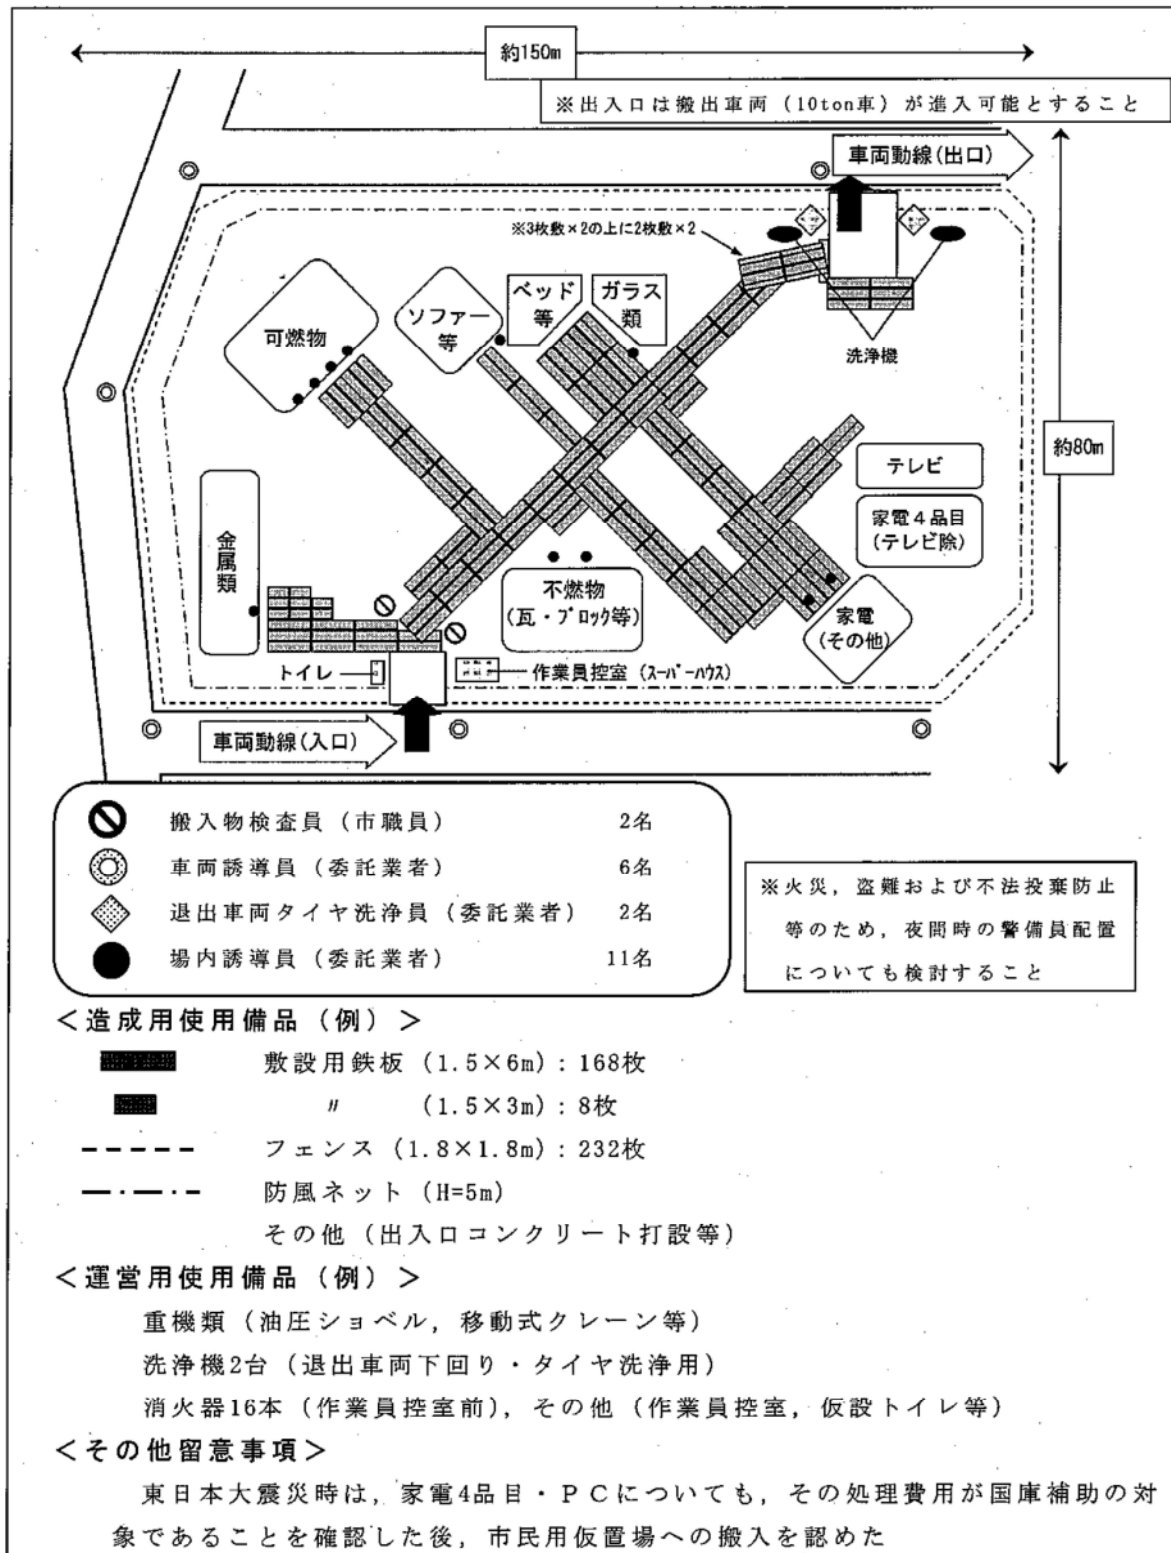 約150m
※出入口は搬出車両（10ton車）が進入可能とすること
車両動線(出口)
※3枚敷×2の上に2枚敷×2
ベッド
等
ガラス
類
ソファー
等
可燃物
洗浄機
約80m
テレビ
家電４品目
(テレビ除)
金属類
不燃物
(瓦・ブロック等)
家電
(その他)
トイレ
作業員控室（スーパーハウス）
車両動線(入口)
搬入物検査員（市職員） 2名
車両誘導員（委託業者） 6名
退出車両タイヤ洗浄員（委託業者） 2名
場内誘導員（委託業者） 11名
※火災，盗難および不法投棄防止
等のため，夜間時の警備員配置
についても検討すること
＜造成用使用備品（例）＞
敷設用鉄板（1.5×6m）: 168枚
〃 （1.5×3m）: 8枚
フェンス（1.8×1.8m）: 232枚
防風ネット（H=5m）
その他（出入口コンクリート打設等）
＜運営用使用備品（例）＞
重機類（油圧ショベル，移動式クレーン等）
洗浄機2台（退出車両下回り・タイヤ洗浄用）
消火器16本（作業員控室前），その他（作業員控室，仮設トイレ等）
＜その他留意事項＞
東日本大震災時は，家電4品目・ＰＣについても，その処理費用が国庫補助の対
象であることを確認した後，市民用仮置場への搬入を認めた